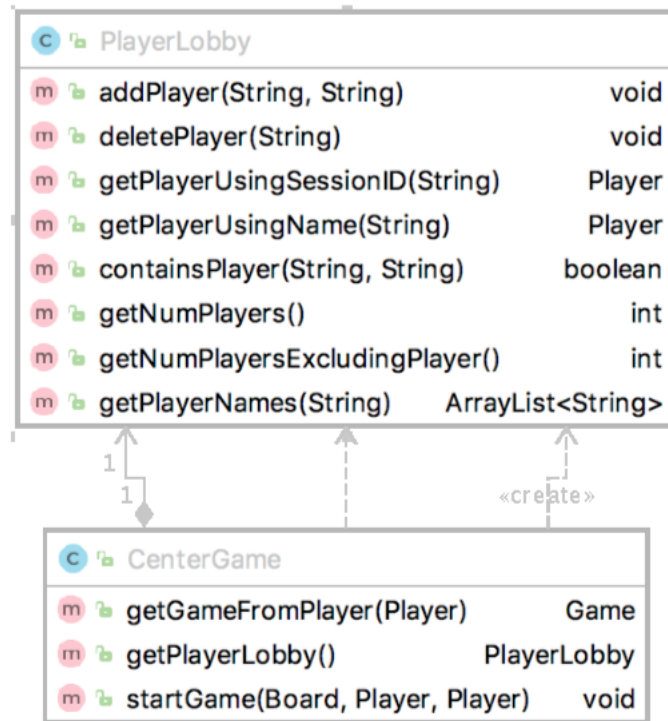 C PlayerLobby
m addPlayer(String, String) void
m deletePlayer(String) void
m getPlayerUsingSessionID(String) Player
m getPlayerUsingName(String) Player
m containsPlayer(String, String) boolean
m getNumPlayers() int
m getNumPlayersExcludingPlayer() int
m getPlayerNames(String) ArrayList<String>
1
1 «create»
C CenterGame
m getGameFromPlayer(Player) Game
m getPlayerLobby() PlayerLobby
m startGame(Board, Player, Player) void